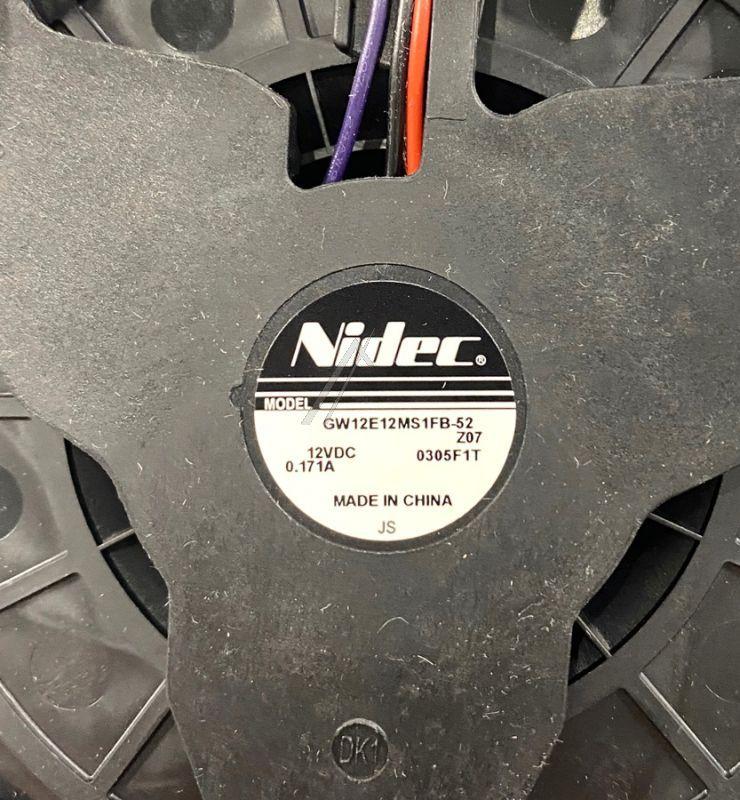 Nidec®
MODEL
GW12E12MS1FB-52
Z07
12VDC 0305F1T
0.171A
MADE IN CHINA
JS
DK1